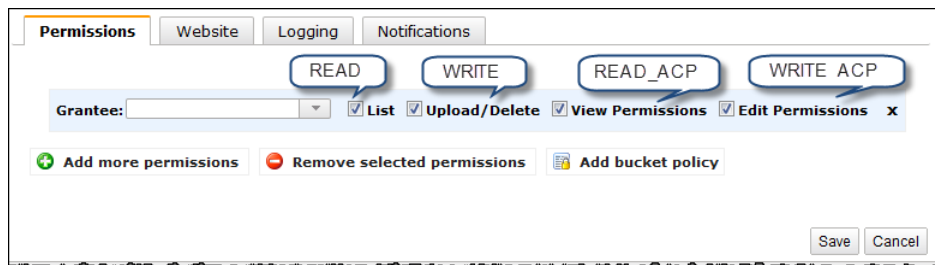 Permissions Website Logging Notifications
READ WRITE READ_ACP WRITE ACP
Grantee: List Upload/Delete View Permissions Edit Permissions x
Add more permissions Remove selected permissions Add bucket policy
Save Cancel